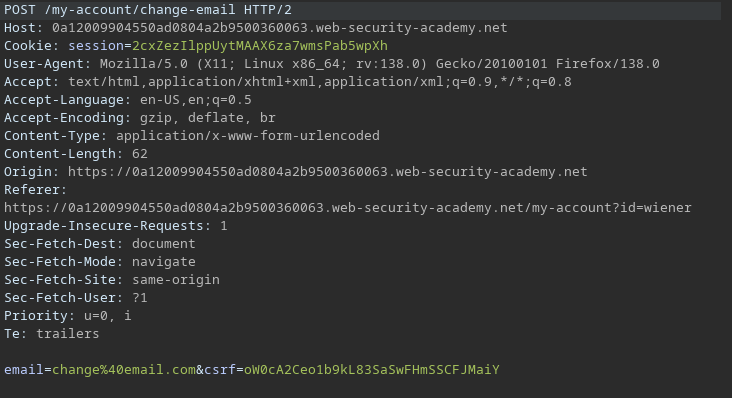 POST /my-account/change-email HTTP/2
Host: 0a12009904550ad0804a2b9500360063.web-security-academy.net
Cookie: session=2cxZezIlppUytMAAX6za7wmsPab5wpXh
User-Agent: Mozilla/5.0 (X11; Linux x86_64; rv:138.0) Gecko/20100101 Firefox/138.0
Accept: text/html,application/xhtml+xml,application/xml;q=0.9,*/*;q=0.8
Accept-Language: en-US,en;q=0.5
Accept-Encoding: gzip, deflate, br
Content-Type: application/x-www-form-urlencoded
Content-Length: 62
Origin: https://0a12009904550ad0804a2b9500360063.web-security-academy.net
Referer:
https://0a12009904550ad0804a2b9500360063.web-security-academy.net/my-account?id=wiener
Upgrade-Insecure-Requests: 1
Sec-Fetch-Dest: document
Sec-Fetch-Mode: navigate
Sec-Fetch-Site: same-origin
Sec-Fetch-User: ?1
Priority: u=0, i
Te: trailers
email=change%40email.com&csrf=oW0cA2Ceo1b9kL83SaSwFHmSSCFJMaiY